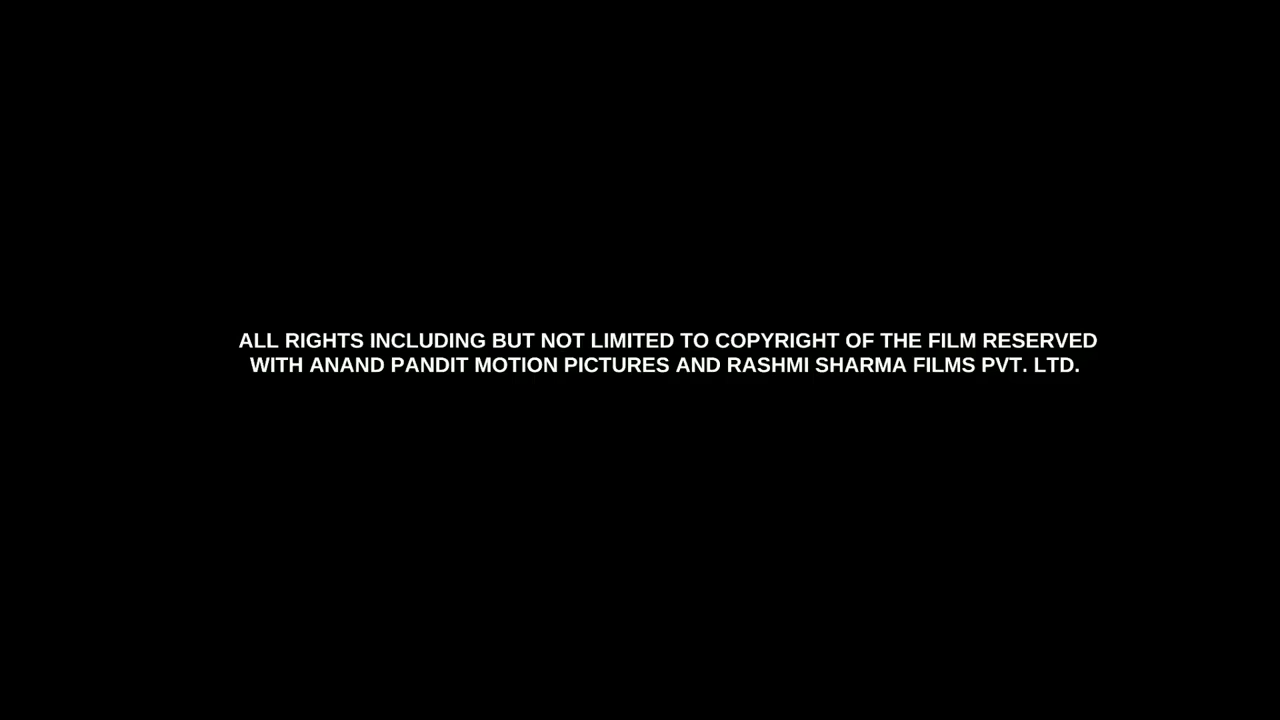 ALL RIGHTS INCLUDING BUT NOT LIMITED TO COPYRIGHT OF THE FILM RESERVED
WITH ANAND PANDIT MOTION PICTURES AND RASHMI SHARMA FILMS PVT. LTD.